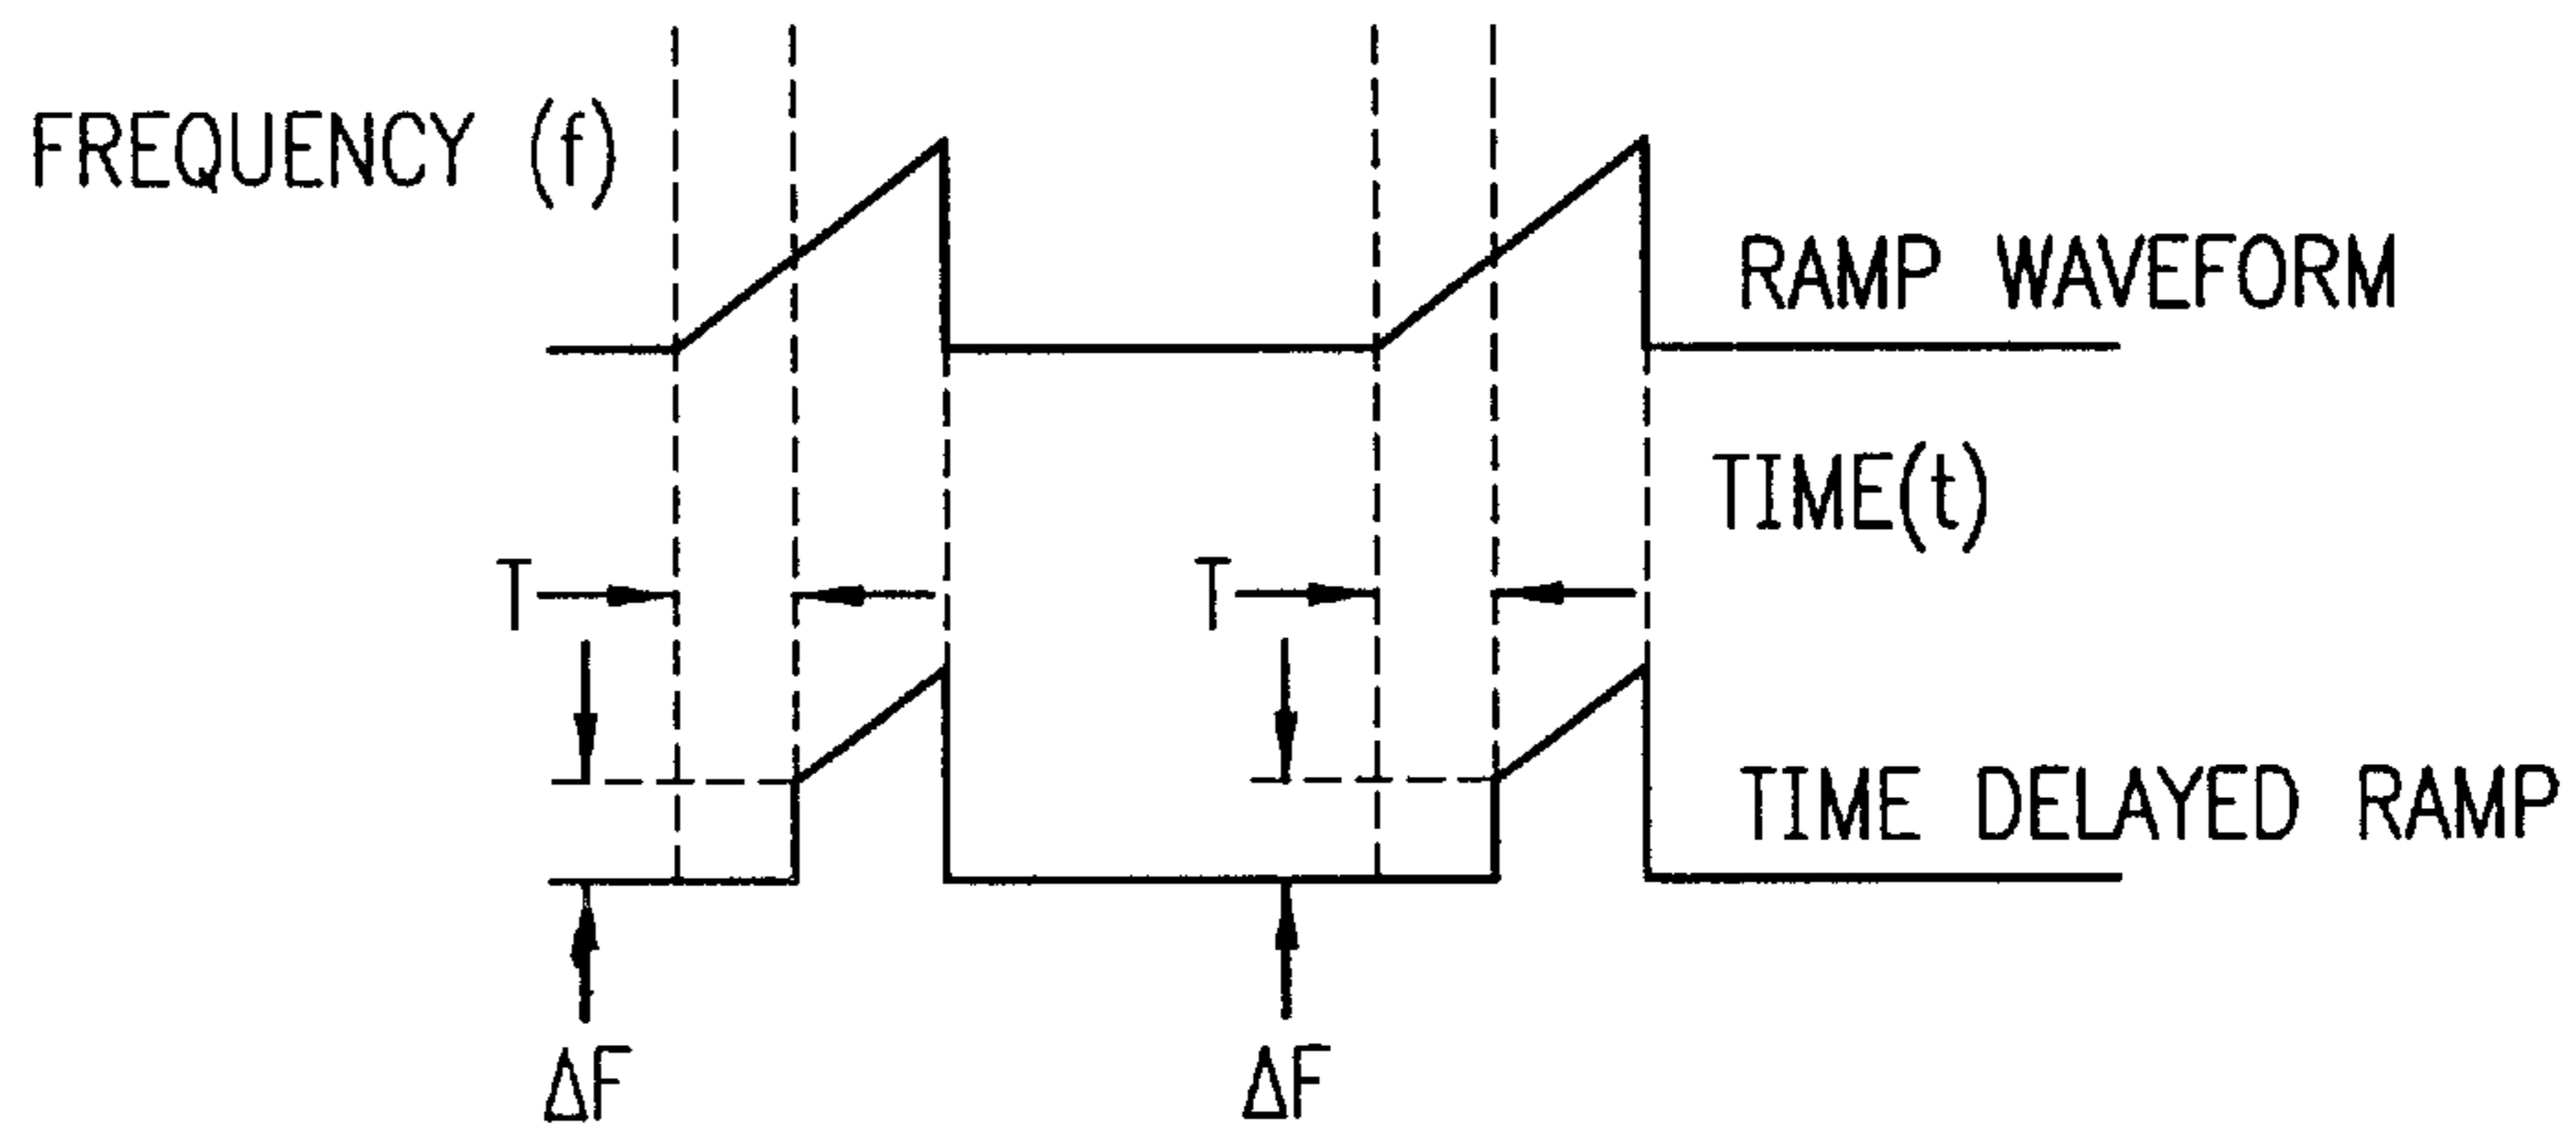 FREQUENCY (f)
RAMP WAVEFORM
TIME(t)
T
T
TIME DELAYED RAMP
ΔF
ΔF